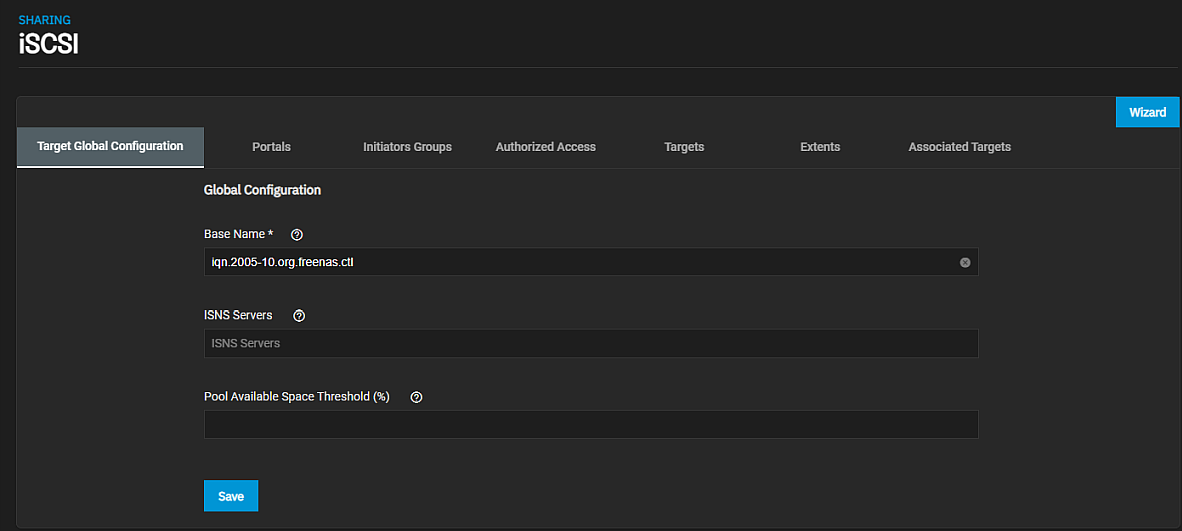 SHARING
iSCSI
Wizard
Target Global Configuration Portals Initiators Groups Authorized Access Targets Extents Associated Targets
Global Configuration
Base Name *
iqn.2005-10.org.freenas.ctl
ISNS Servers
ISNS Servers
Pool Available Space Threshold (%)
Save